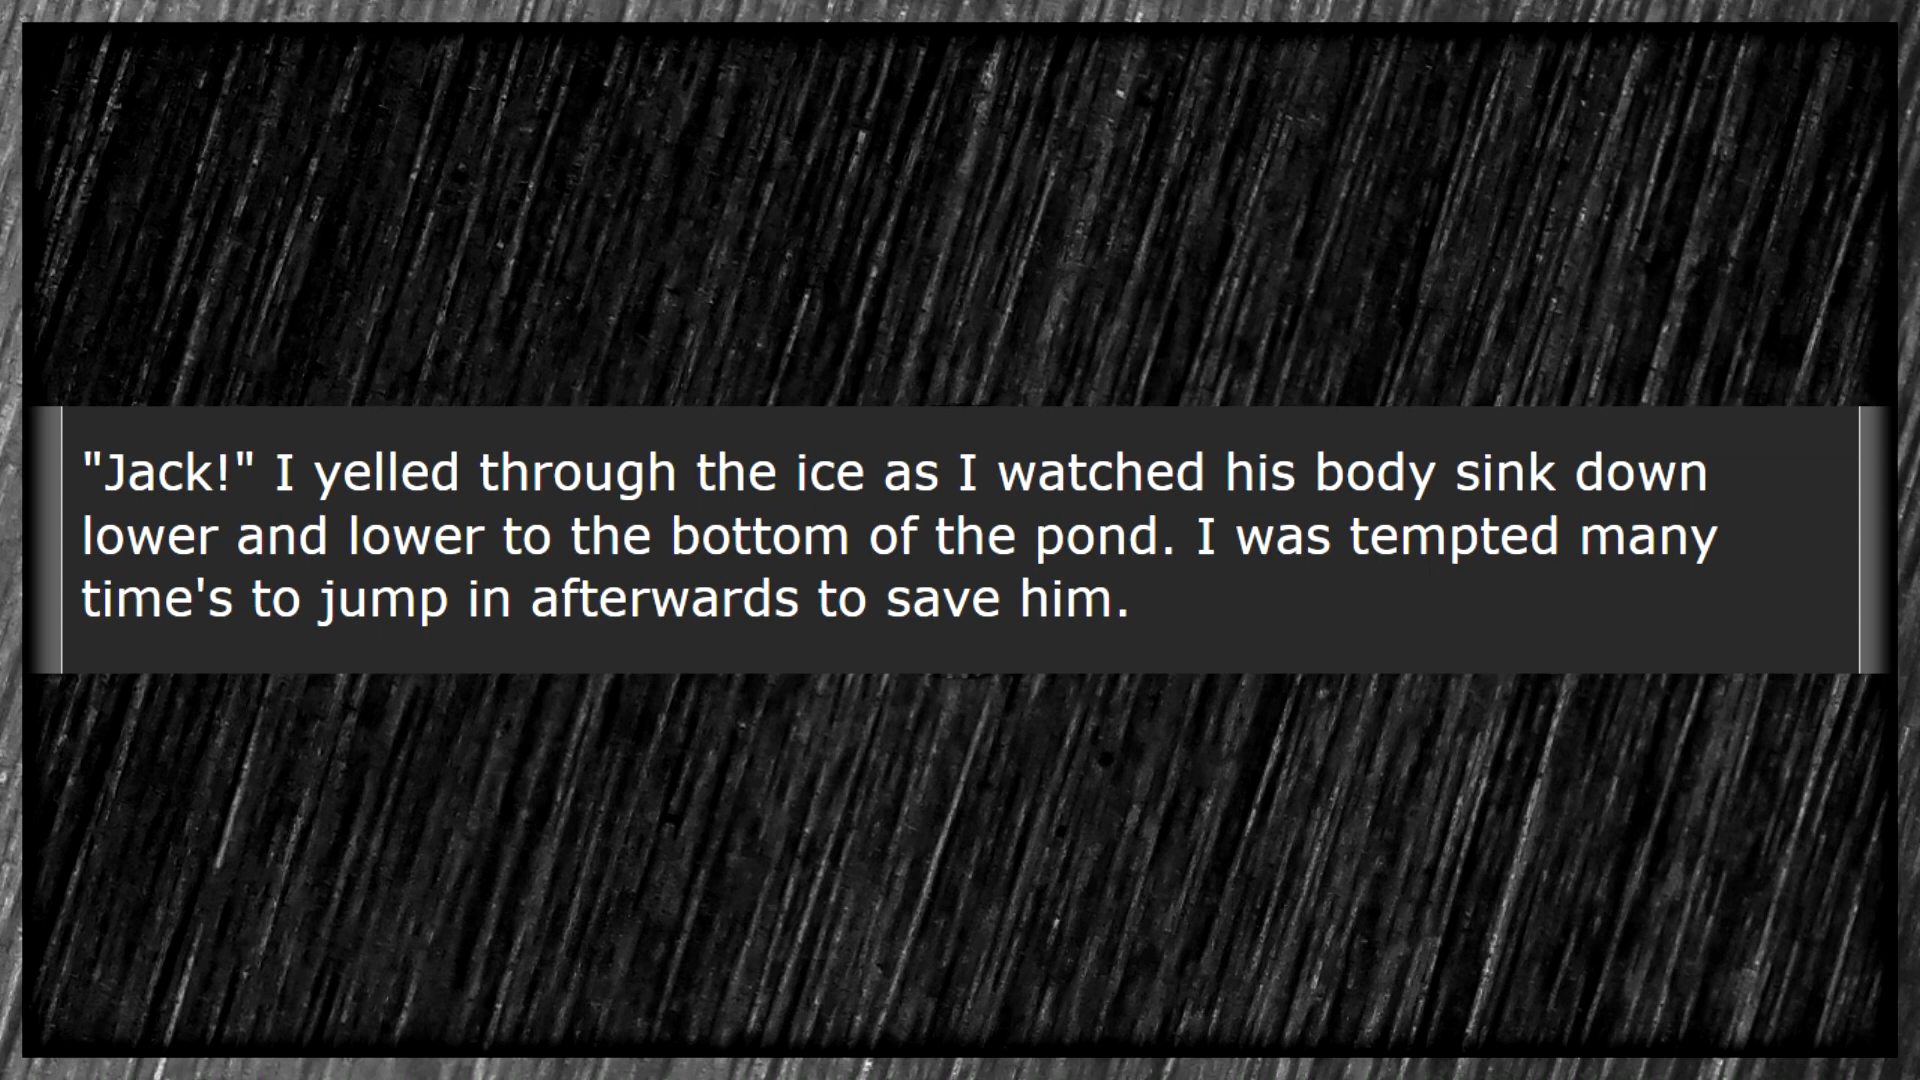 "Jack!" I yelled through the ice as I watched his body sink down
lower and lower to the bottom of the pond. I was tempted many
time's to jump in afterwards to save him.